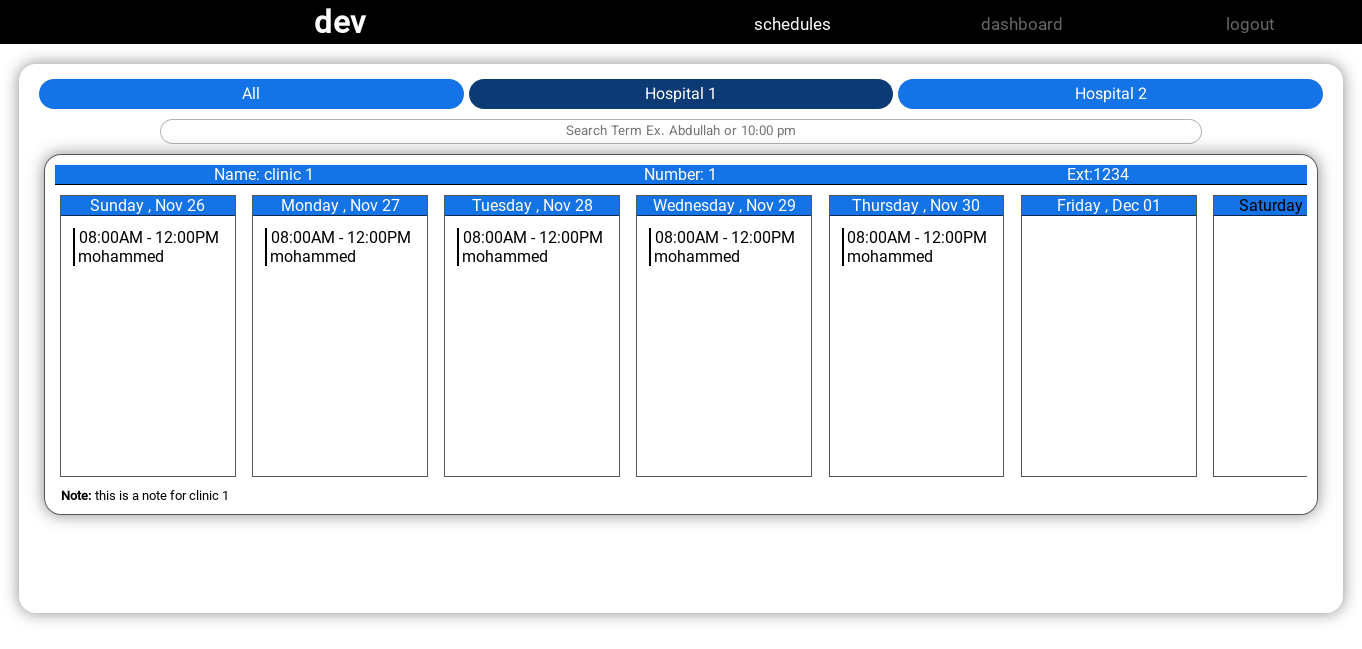 dev
schedules
dashboard
logout
All
Hospital 1
Hospital 2
Search Term Ex. Abdullah or 10:00 pm
Name: clinic 1
Number: 1
Ext:1234
Sunday , Nov 26
08:00AM - 12:00PM
mohammed
Monday , Nov 27
08:00AM - 12:00PM
mohammed
Tuesday , Nov 28
08:00AM - 12:00PM
mohammed
Wednesday , Nov 29
08:00AM - 12:00PM
mohammed
Thursday , Nov 30
08:00AM - 12:00PM
mohammed
Friday , Dec 01
Saturday
Note: this is a note for clinic 1